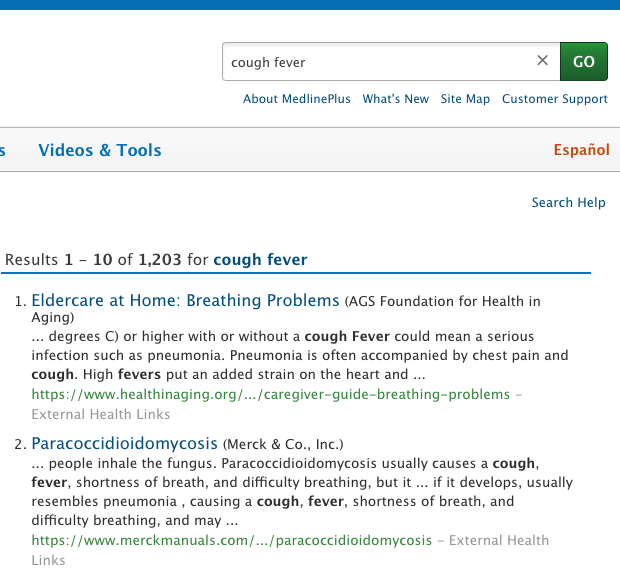 cough fever
GO
About MedlinePlus What's New Site Map Customer Support
s Videos & Tools Español
Search Help
Results 1 – 10 of 1,203 for cough fever
1. Eldercare at Home: Breathing Problems (AGS Foundation for Health in
Aging)
... degrees C) or higher with or without a cough Fever could mean a serious
infection such as pneumonia. Pneumonia is often accompanied by chest pain and
cough. High fevers put an added strain on the heart and ...
https://www.healthinaging.org/.../caregiver-guide-breathing-problems –
External Health Links
2. Paracoccidioidomycosis (Merck & Co., Inc.)
... people inhale the fungus. Paracoccidioidomycosis usually causes a cough,
fever, shortness of breath, and difficulty breathing, but it ... if it develops, usually
resembles pneumonia , causing a cough, fever, shortness of breath, and
difficulty breathing, and may ...
https://www.merckmanuals.com/.../paracoccidioidomycosis – External Health
Links